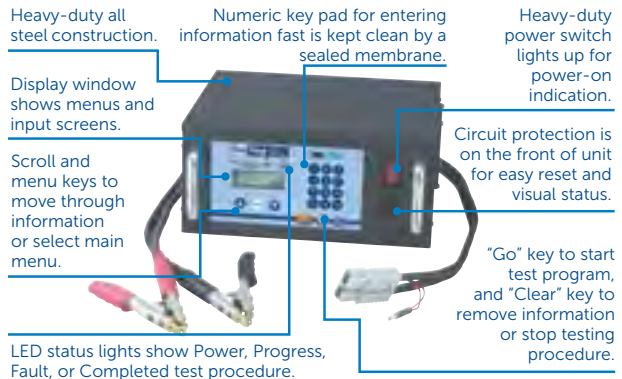 Heavy-duty all
steel construction.
Numeric key pad for entering
information fast is kept clean by a
sealed membrane.
Heavy-duty
power switch
lights up for
power-on
indication.
Display window
shows menus and
input screens.
Circuit protection is
on the front of unit
for easy reset and
visual status.
Scroll and
menu keys to
move through
information
or select main
menu.
"Go" key to start
test program,
and "Clear" key to
remove information
or stop testing
procedure.
LED status lights show Power, Progress,
Fault, or Completed test procedure.